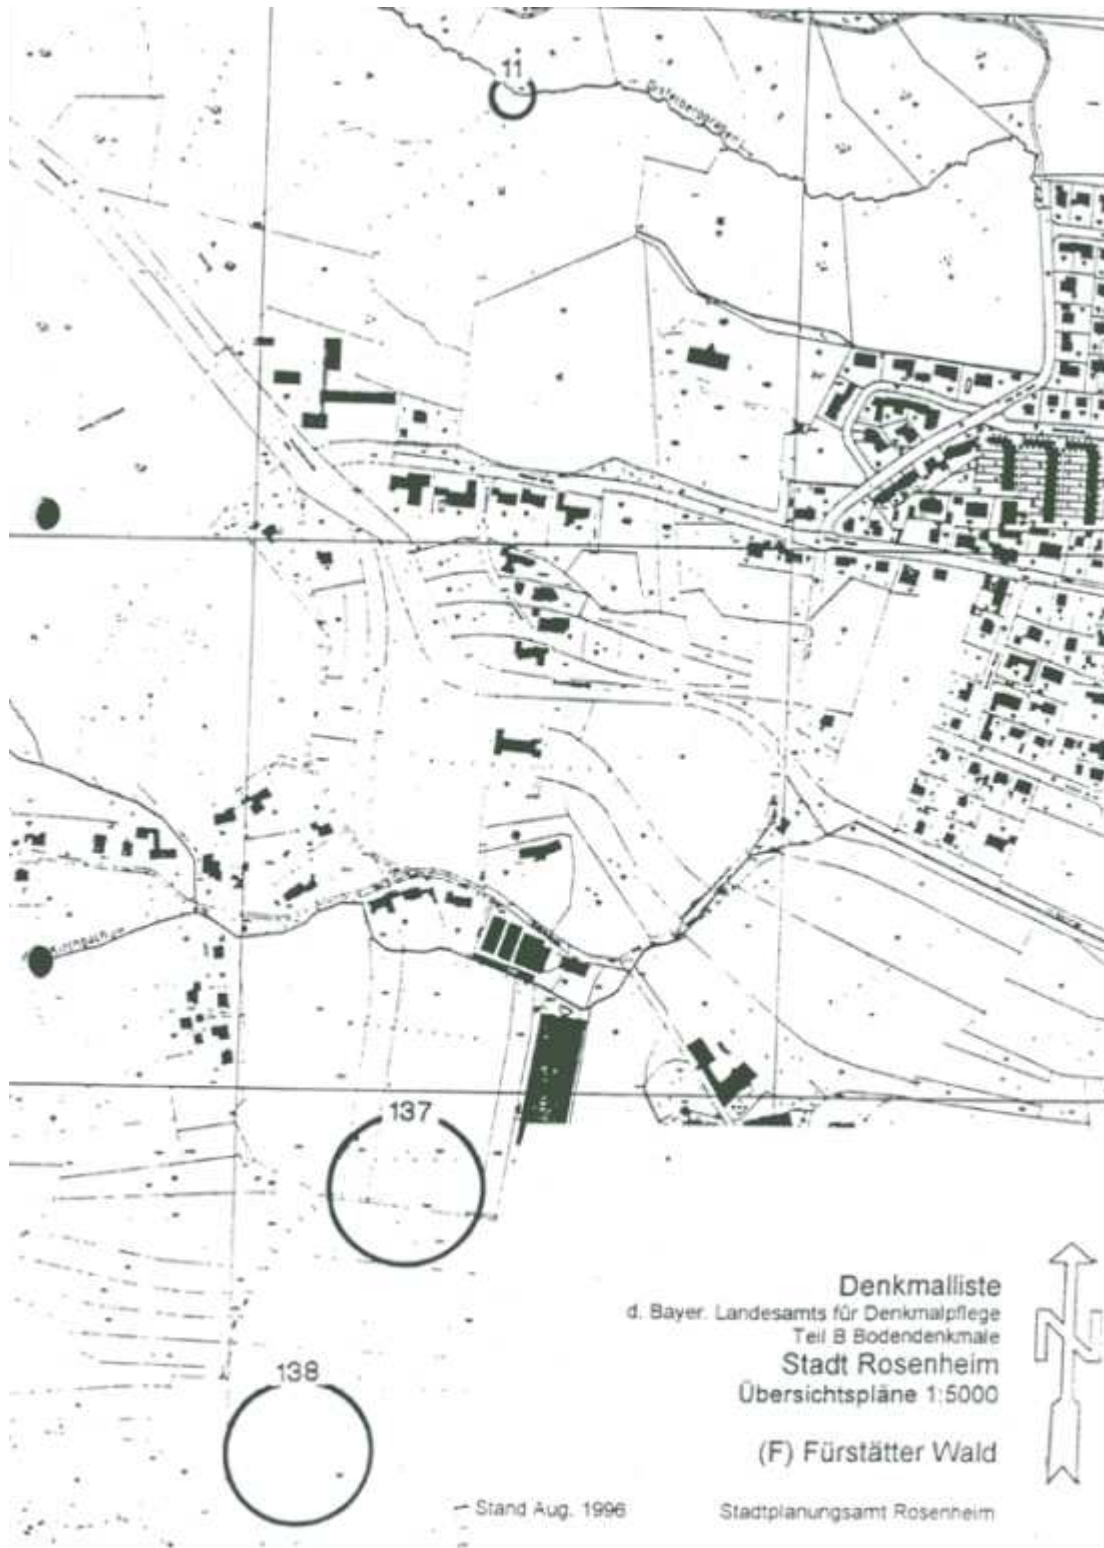 11
137
138
Denkmalliste
d. Bayer. Landesamts für Denkmalpflege
Teil B Bodendenkmale
Stadt Rosenheim
Übersichtspläne 1:5000
(F) Fürstätter Wald
Stand Aug. 1996
Stadtplanungsamt Rosenheim